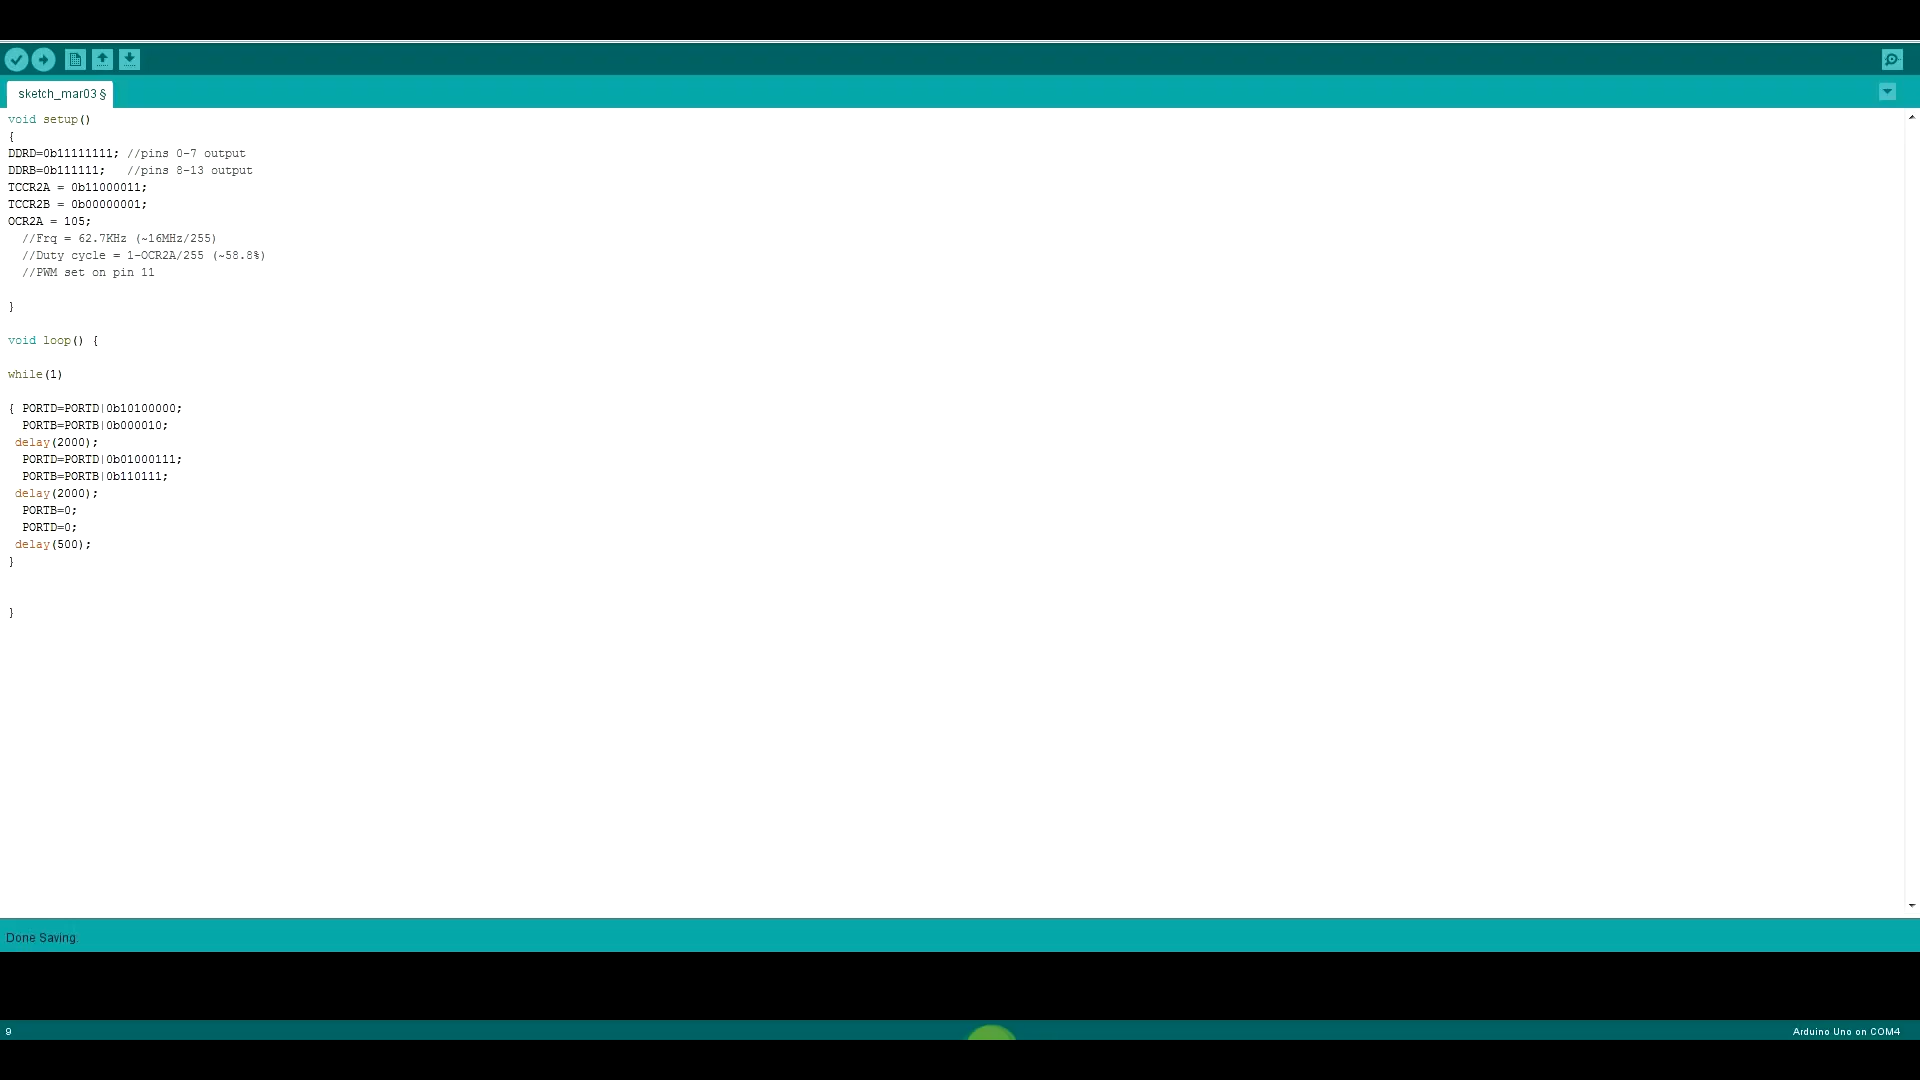 sketch_mar03 §
void setup()
{
DDRD=0b11111111; //pins 0-7 output
DDRB=0b111111;   //pins 8-13 output
TCCR2A = 0b11000011;
TCCR2B = 0b00000001;
OCR2A = 105;
  //Frq = 62.7KHz (~16MHz/255)
  //Duty cycle = 1-OCR2A/255 (~58.8%)
  //PWM set on pin 11
}
void loop() {
while(1)
{ PORTD=PORTD|0b10100000;
  PORTB=PORTB|0b000010;
 delay(2000);
  PORTD=PORTD|0b01000111;
  PORTB=PORTB|0b110111;
 delay(2000);
  PORTB=0;
  PORTD=0;
 delay(500);
}
}
Done Saving.
9
Arduino Uno on COM4